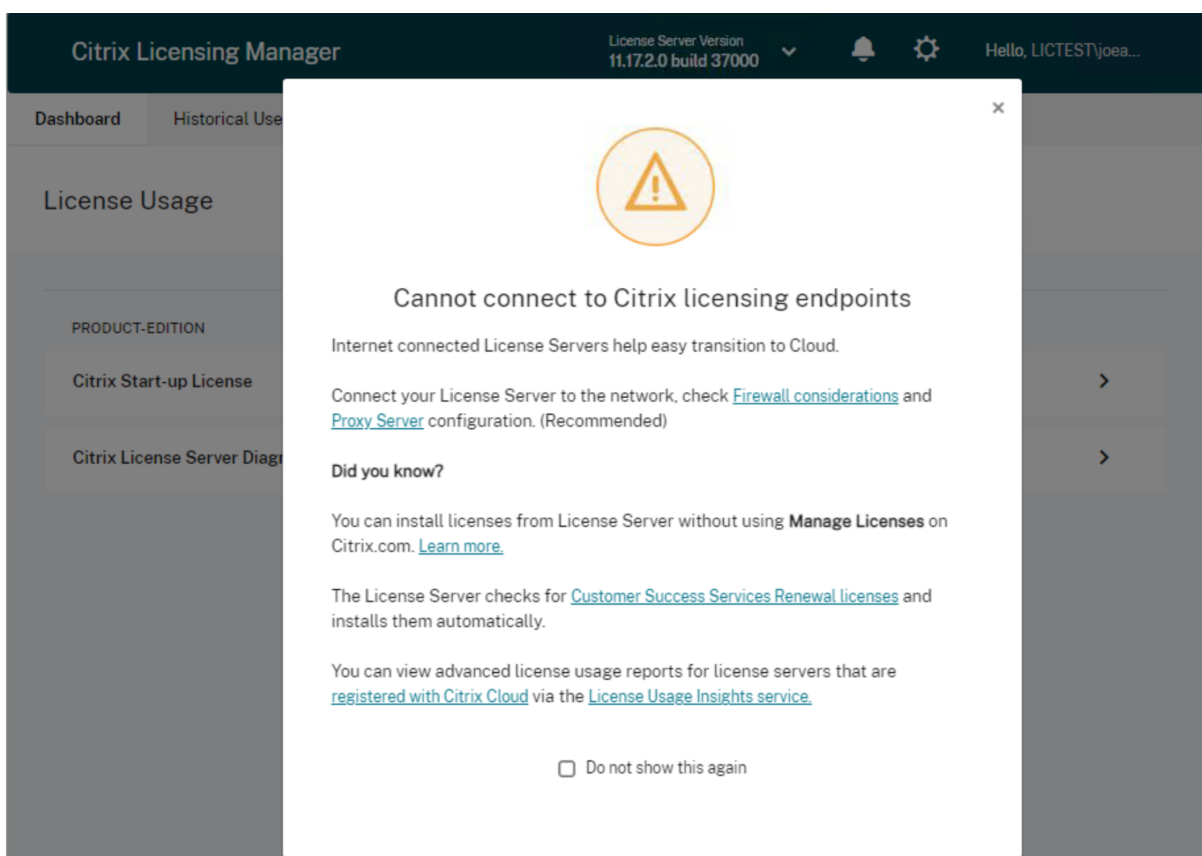 Citrix Licensing Manager
License Server Version
11.17.2.0 build 37000
Hello, LICTEST\joea...
Dashboard
Historical Use
License Usage
PRODUCT-EDITION
Citrix Start-up License
Citrix License Server Diagn
×
Cannot connect to Citrix licensing endpoints
Internet connected License Servers help easy transition to Cloud.
Connect your License Server to the network, check Firewall considerations and
Proxy Server configuration. (Recommended)
Did you know?
You can install licenses from License Server without using Manage Licenses on
Citrix.com. Learn more.
The License Server checks for Customer Success Services Renewal licenses and
installs them automatically.
You can view advanced license usage reports for license servers that are
registered with Citrix Cloud via the License Usage Insights service.
Do not show this again